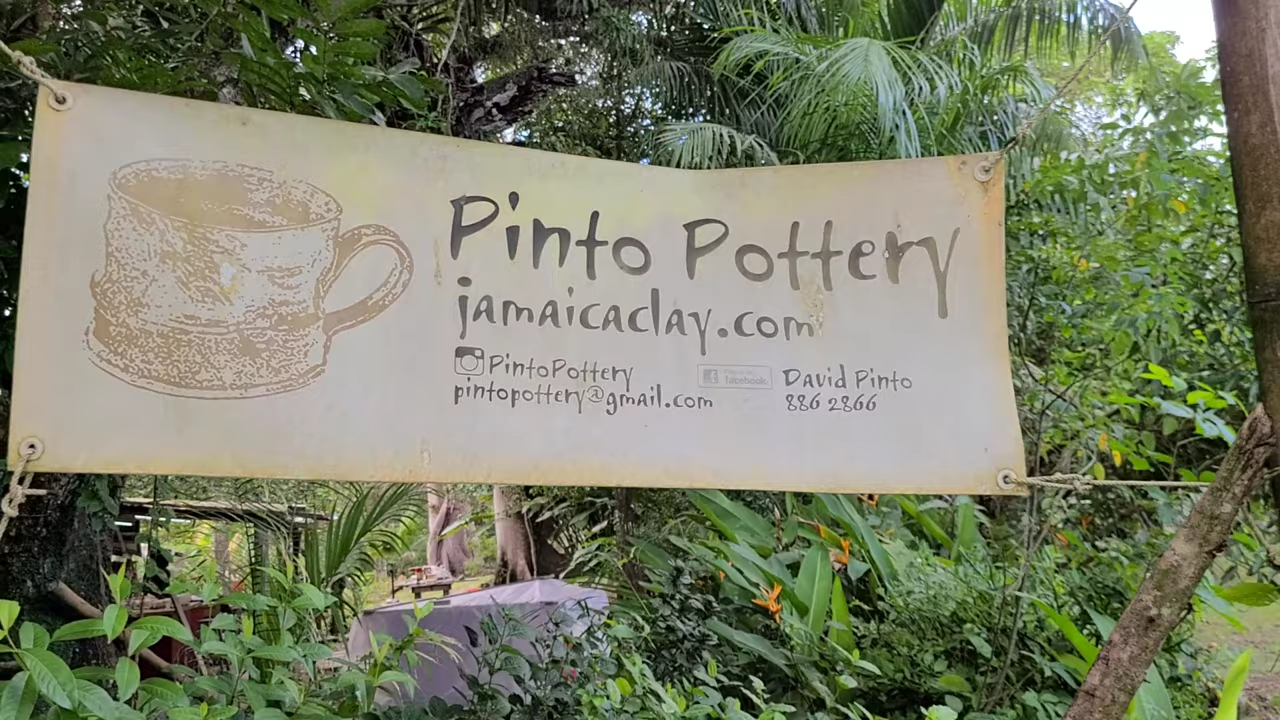 Pinto Pottery
jamaicaclay.com
PintoPottery
facebook.
David Pinto
pintopottery@gmail.com
886 2866